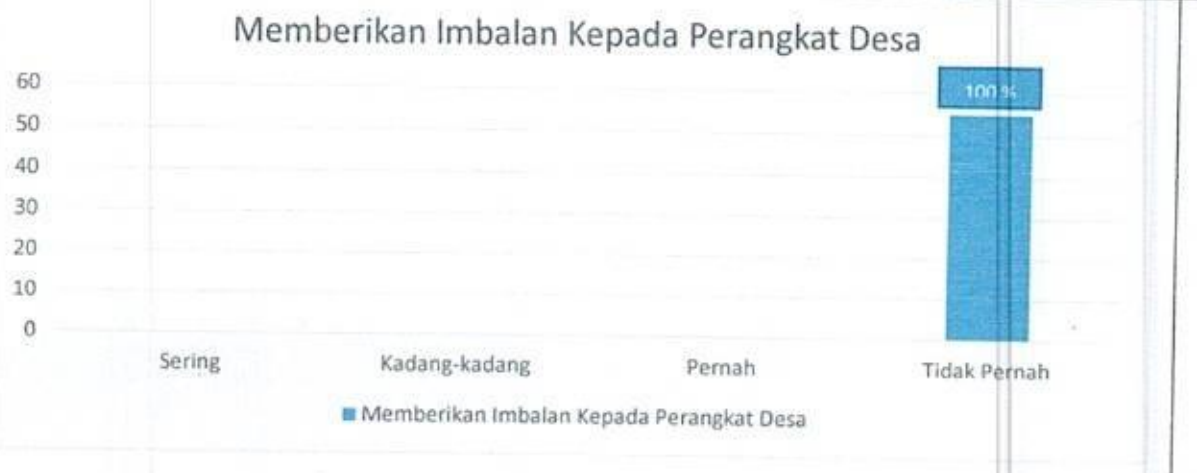 Memberikan Imbalan Kepada Perangkat Desa
60
100 %
50
40
30
20
10
0
Sering Kadang-kadang Pernah Tidak Pernah
Memberikan Imbalan Kepada Perangkat Desa